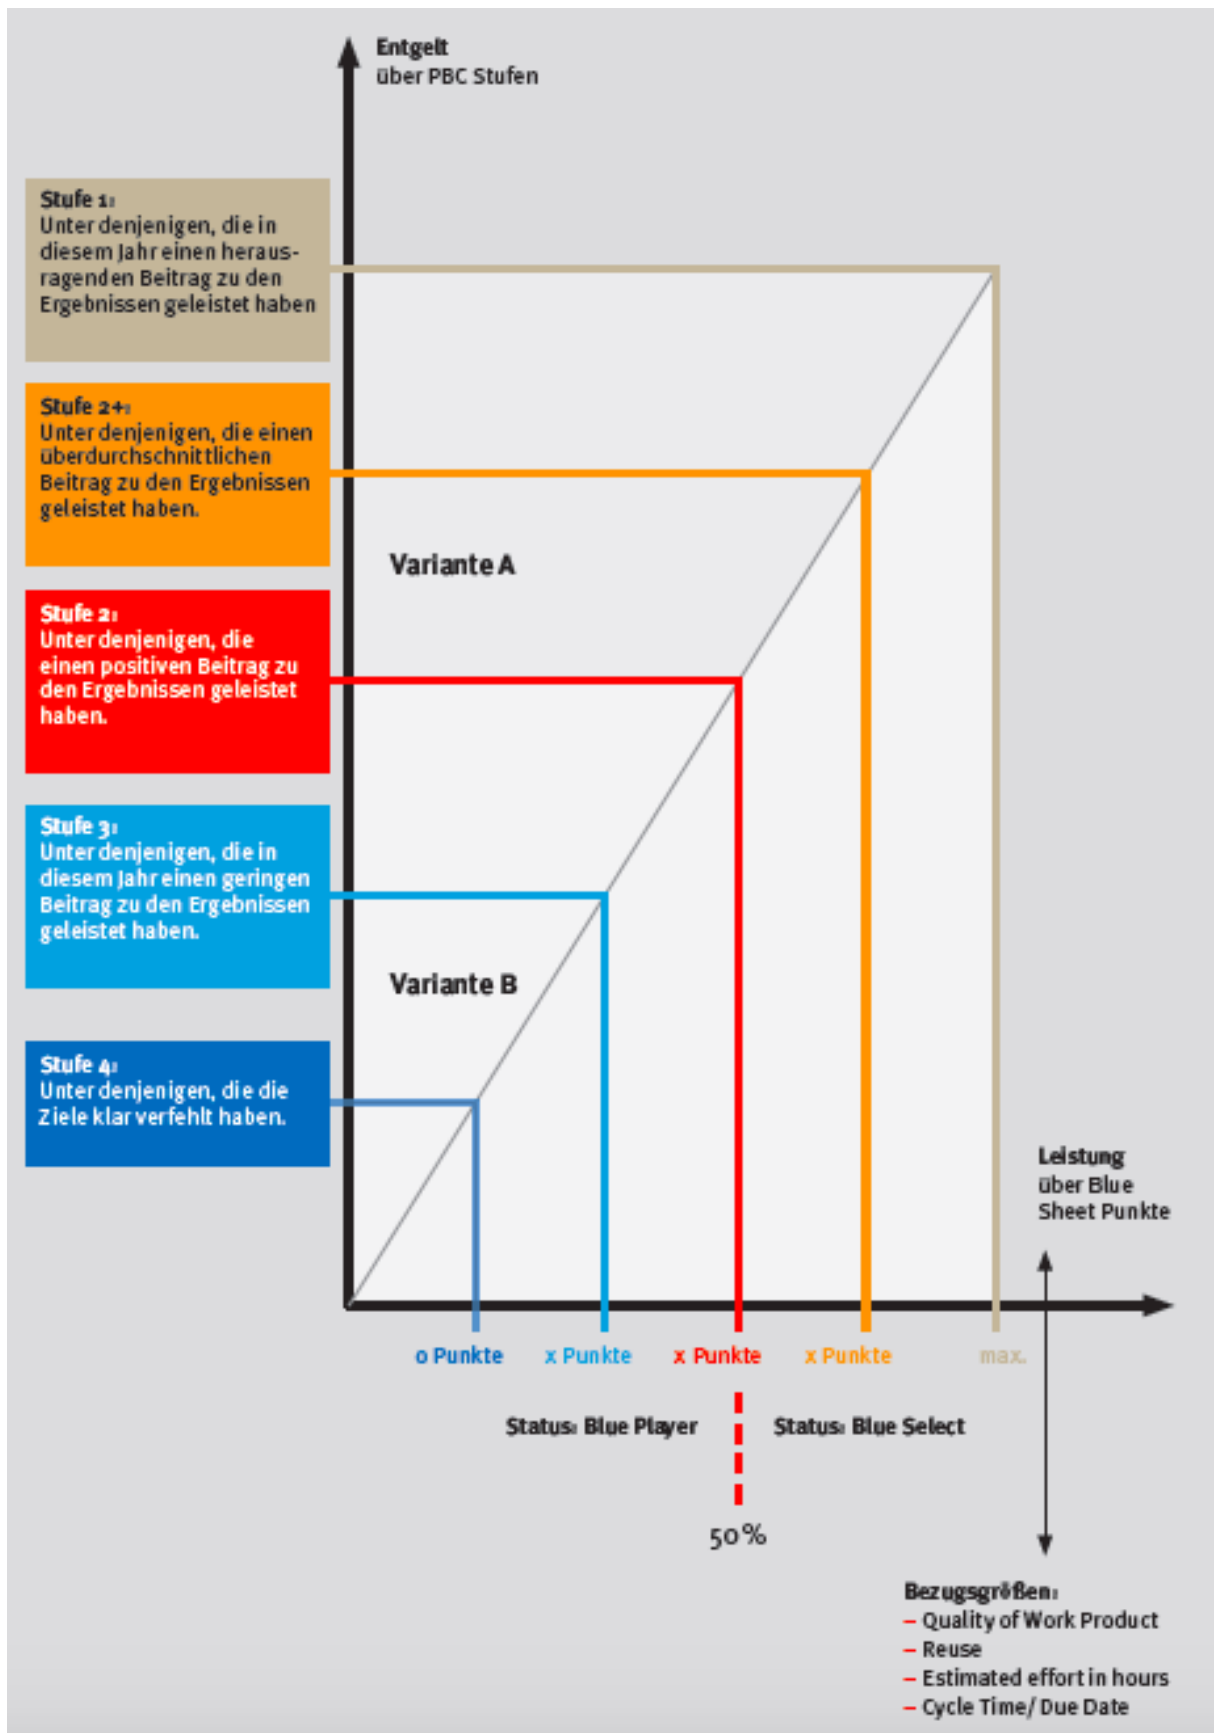 Entgelt
über PBC Stufen
Stufe 1:
Unter denjenigen, die in
diesem Jahr einen heraus-
ragenden Beitrag zu den
Ergebnissen geleistet haben
Stufe 2+:
Unter denjenigen, die einen
überdurchschnittlichen
Beitrag zu den Ergebnissen
geleistet haben.
Variante A
Stufe 2:
Unter denjenigen, die
einen positiven Beitrag zu
den Ergebnissen geleistet
haben.
Stufe 3:
Unter denjenigen, die in
diesem Jahr einen geringen
Beitrag zu den Ergebnissen
geleistet haben.
Variante B
Stufe 4:
Unter denjenigen, die die
Ziele klar verfehlt haben.
Leistung
über Blue
Sheet Punkte
0 Punkte x Punkte x Punkte x Punkte max.
Status: Blue Player Status: Blue Select
50%
Bezugsgrößen:
– Quality of Work Product
– Reuse
– Estimated effort in hours
– Cycle Time/ Due Date